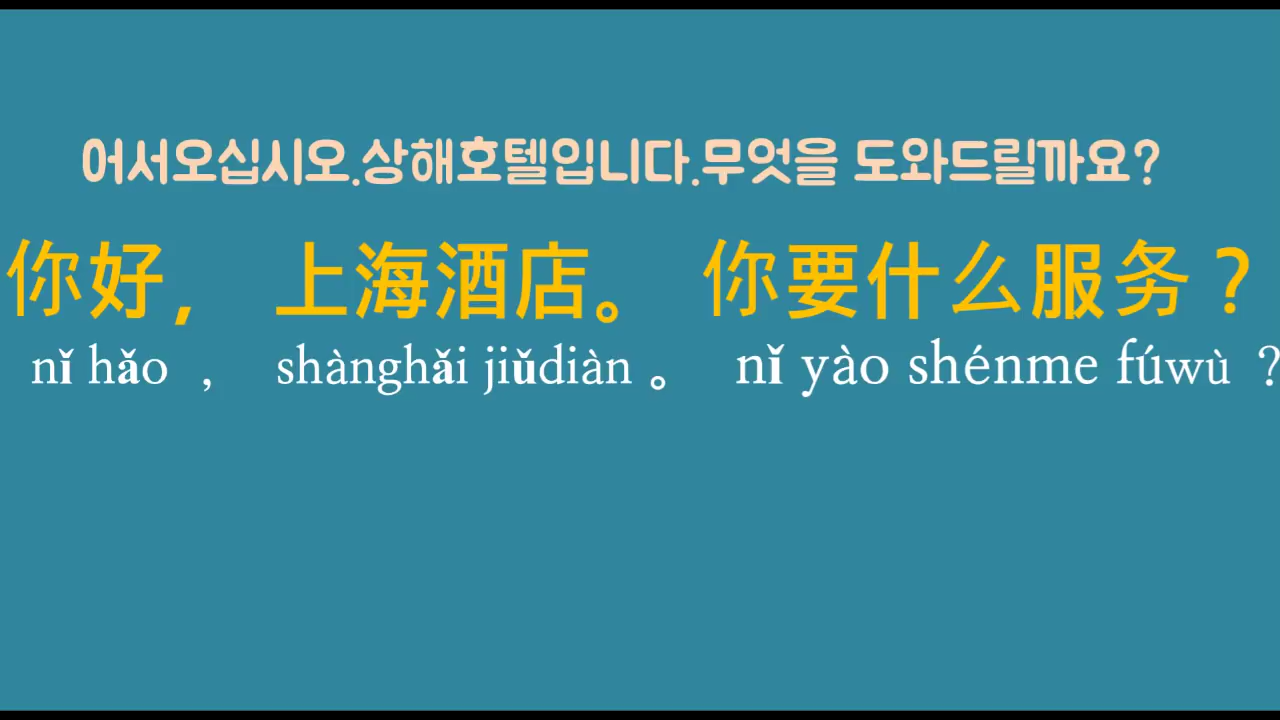 어서오십시오.상해호텔입니다.무엇을 도와드릴까요?
你好， 上海酒店。 你要什么服务？
nǐ hǎo ， shànghǎi jiǔdiàn 。 nǐ yào shénme fúwù ？